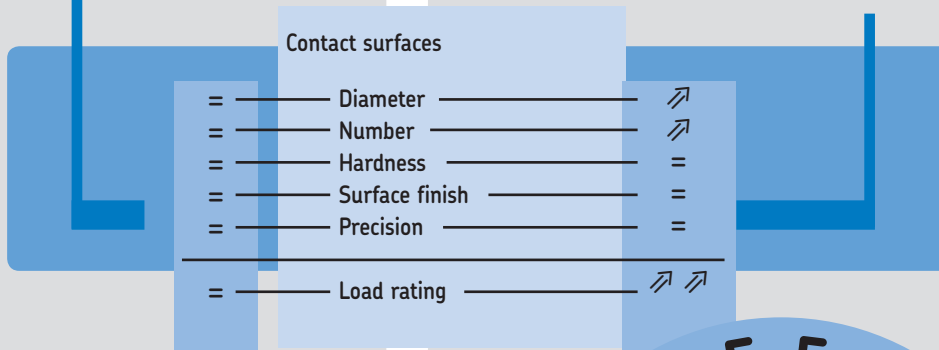 Contact surfaces
= Diameter ⇗
= Number ⇗
= Hardness =
= Surface finish =
= Precision =
= Load rating ⇗ ⇗